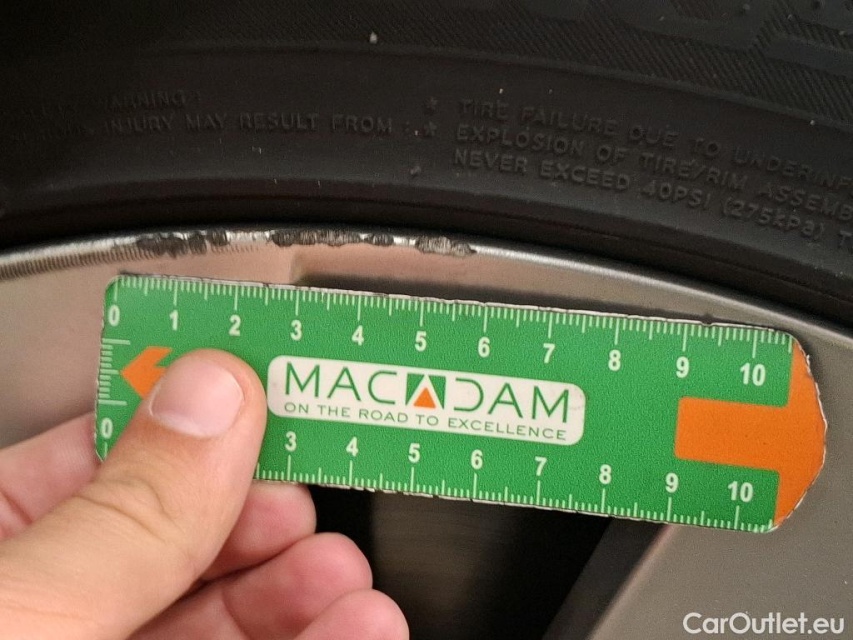 WARNING
INJURY MAY RESULT FROM :
★ TIRE FAILURE DUE TO
EXPLOSION OF TIRE/RIM
NEVER EXCEED 40PSI (275kPa)
0 1 2 3 4 5 6 7 8 9 10
MACADAM
ON THE ROAD TO EXCELLENCE
0 3 4 5 6 7 8 9 10
CarOutlet.eu